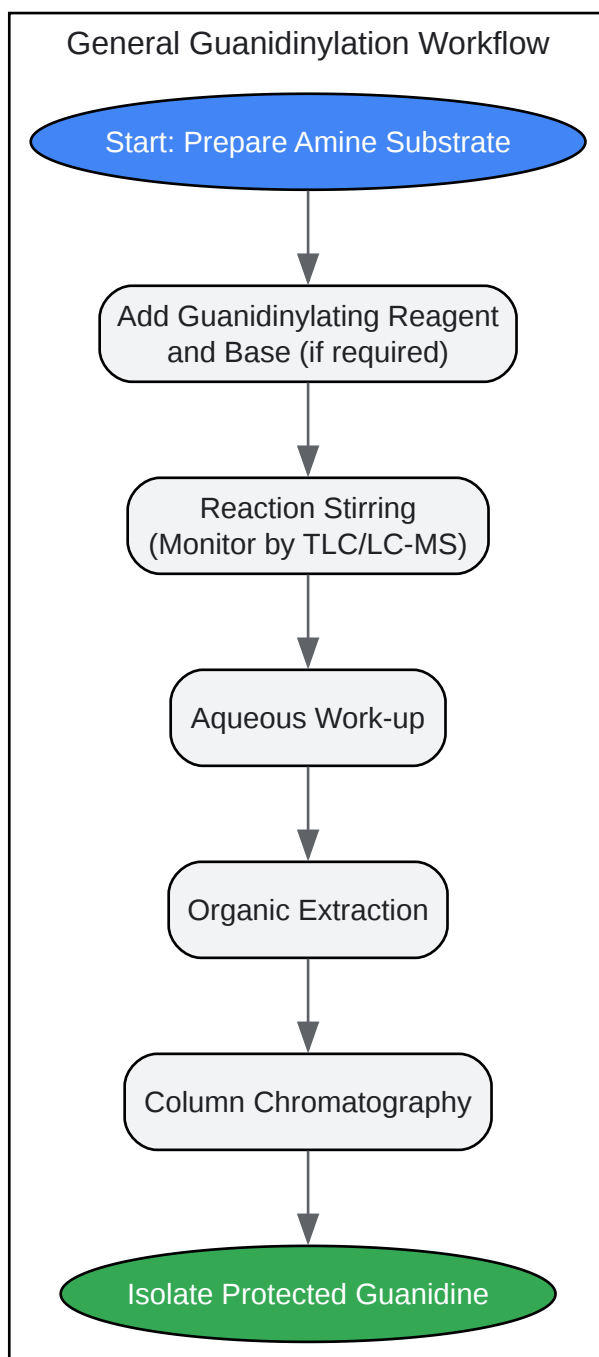 General Guanidinylation Workflow
Start: Prepare Amine Substrate
Add Guanidinylating Reagent
and Base (if required)
Reaction Stirring
(Monitor by TLC/LC-MS)
Aqueous Work-up
Organic Extraction
Column Chromatography
Isolate Protected Guanidine